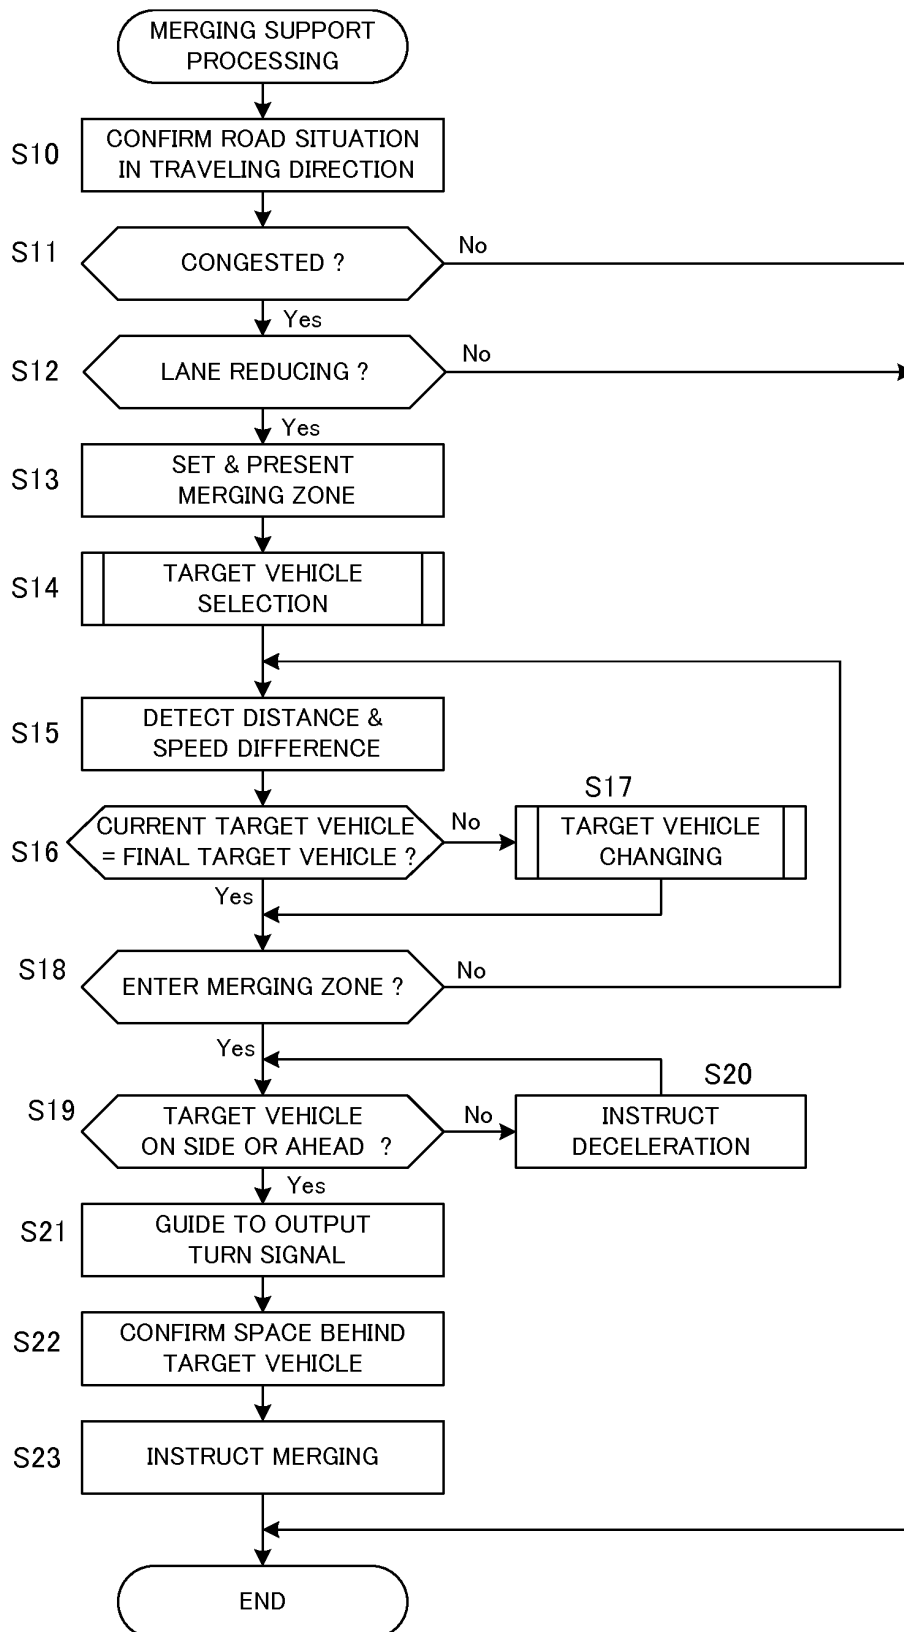 MERGING SUPPORT
PROCESSING
S10
CONFIRM ROAD SITUATION
IN TRAVELING DIRECTION
S11
CONGESTED ?
No
Yes
S12
LANE REDUCING ?
No
Yes
S13
SET & PRESENT
MERGING ZONE
S14
TARGET VEHICLE
SELECTION
S15
DETECT DISTANCE &
SPEED DIFFERENCE
S16
CURRENT TARGET VEHICLE
= FINAL TARGET VEHICLE ?
No
S17
TARGET VEHICLE
CHANGING
Yes
S18
ENTER MERGING ZONE ?
No
Yes
S19
TARGET VEHICLE
ON SIDE OR AHEAD ?
No
S20
INSTRUCT
DECELERATION
Yes
S21
GUIDE TO OUTPUT
TURN SIGNAL
S22
CONFIRM SPACE BEHIND
TARGET VEHICLE
S23
INSTRUCT MERGING
END